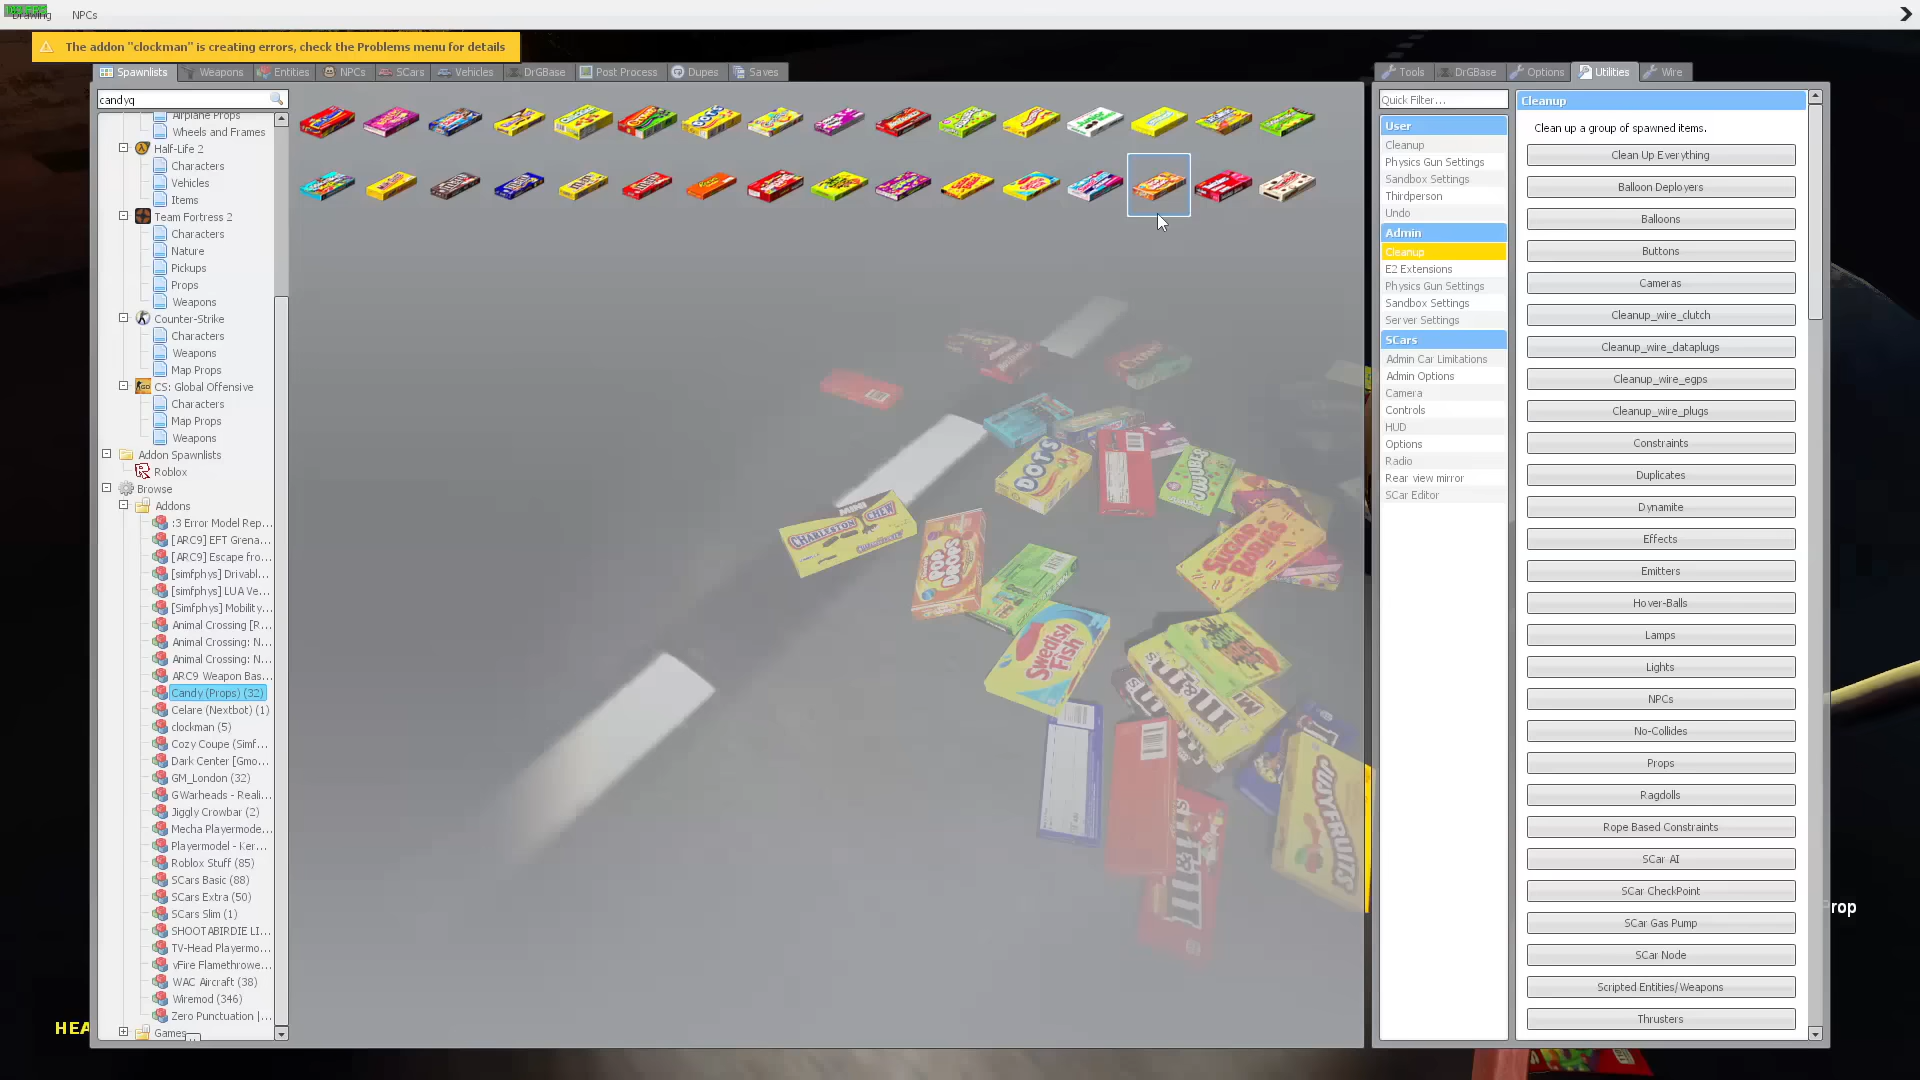 Drawing
NPCs
The addon "clockman" is creating errors, check the Problems menu for details
Spawnlists
Weapons
Entities
NPCs
SCars
Vehicles
DrGBase
Post Process
Dupes
Saves
candyq
Airplane Props
Wheels and Frames
Half-Life 2
Characters
Vehicles
Items
Team Fortress 2
Characters
Nature
Pickups
Props
Weapons
Counter-Strike
Characters
Weapons
Map Props
CS: Global Offensive
Characters
Map Props
Weapons
Addon Spawnlists
Roblox
Browse
Addons
:3 Error Model Rep...
[ARC9] EFT Grena...
[ARC9] Escape fro...
[simfphys] Drivabl...
[simfphys] LUA Ve...
[Simfphys] Mobility...
Animal Crossing [R...
Animal Crossing: N...
Animal Crossing: N...
ARC9 Weapon Bas...
Candy (Props) (32)
Celare (Nextbot) (1)
clockman (5)
Cozy Coupe (Simf...
Dark Center [Gmo...
GM_London (32)
GWarheads - Reali...
Jiggly Crowbar (2)
Mecha Playermode...
Playermodel - Ker...
Roblox Stuff (85)
SCars Basic (88)
SCars Extra (50)
SCars Slim (1)
SHOOTABIRDIE LI...
TV-Head Playermo...
vFire Flamethrowe...
WAC Aircraft (38)
Wiremod (346)
Zero Punctuation |...
Games
HEA
DOTS
JUJUBES
MINI
CHARLESTON CHEW
POP DROPS
SUGAR BABIES
Swedish Fish
m&m
m&m
JUJYFRUITS
Tools
DrGBase
Options
Utilities
Wire
Quick Filter...
User
Cleanup
Physics Gun Settings
Sandbox Settings
Thirdperson
Undo
Admin
Cleanup
E2 Extensions
Physics Gun Settings
Sandbox Settings
Server Settings
SCars
Admin Car Limitations
Admin Options
Camera
Controls
HUD
Options
Radio
Rear view mirror
SCar Editor
Cleanup
Clean up a group of spawned items.
Clean Up Everything
Balloon Deployers
Balloons
Buttons
Cameras
Cleanup_wire_clutch
Cleanup_wire_dataplugs
Cleanup_wire_egps
Cleanup_wire_plugs
Constraints
Duplicates
Dynamite
Effects
Emitters
Hover-Balls
Lamps
Lights
NPCs
No-Collides
Props
Ragdolls
Rope Based Constraints
SCar AI
SCar CheckPoint
SCar Gas Pump
SCar Node
Scripted Entities/Weapons
Thrusters
rop